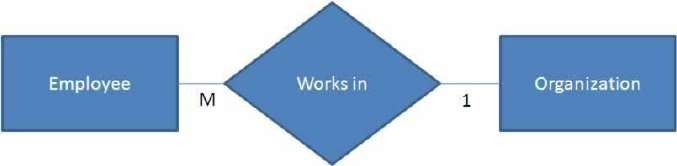 Employee
M
Works in
1
Organization